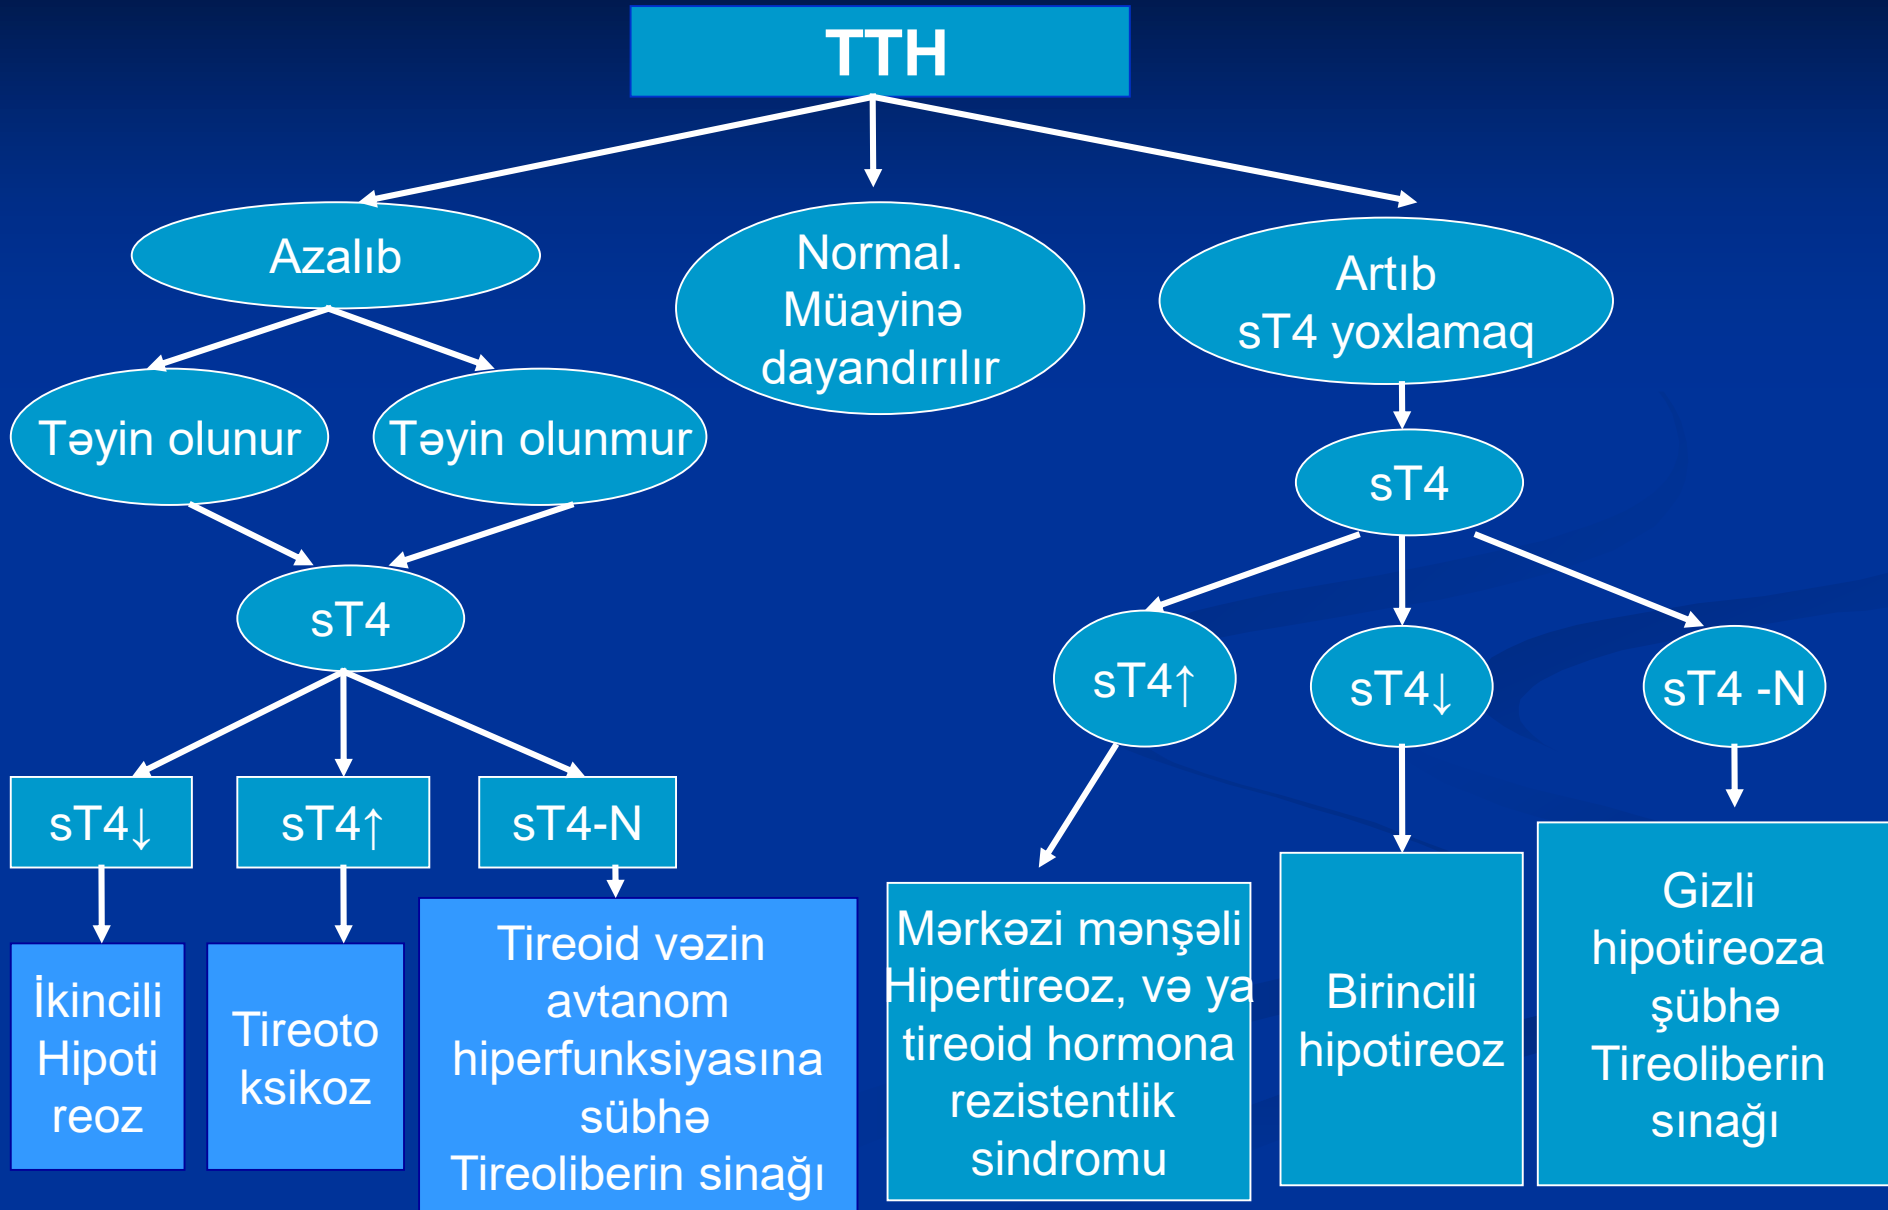 TTH
Azalıb
Normal.
Müayinə
dayandırılır
Artıb
sT4 yoxlamaq
Təyin olunur
Təyin olunmur
sT4
sT4
sT4↑
sT4↓
sT4 -N
sT4↓
sT4↑
sT4-N
İkincili
Hipoti
reoz
Tireoto
ksikoz
Tireoid vəzin
avtanom
hiperfunksiyasına
sübhə
Tireoliberin sinağı
Mərkəzi mənşəli
Hipertireoz, və ya
tireoid hormona
rezistentlik
sindromu
Birincili
hipotireoz
Gizli
hipotireoza
şübhə
Tireoliberin
sınağı